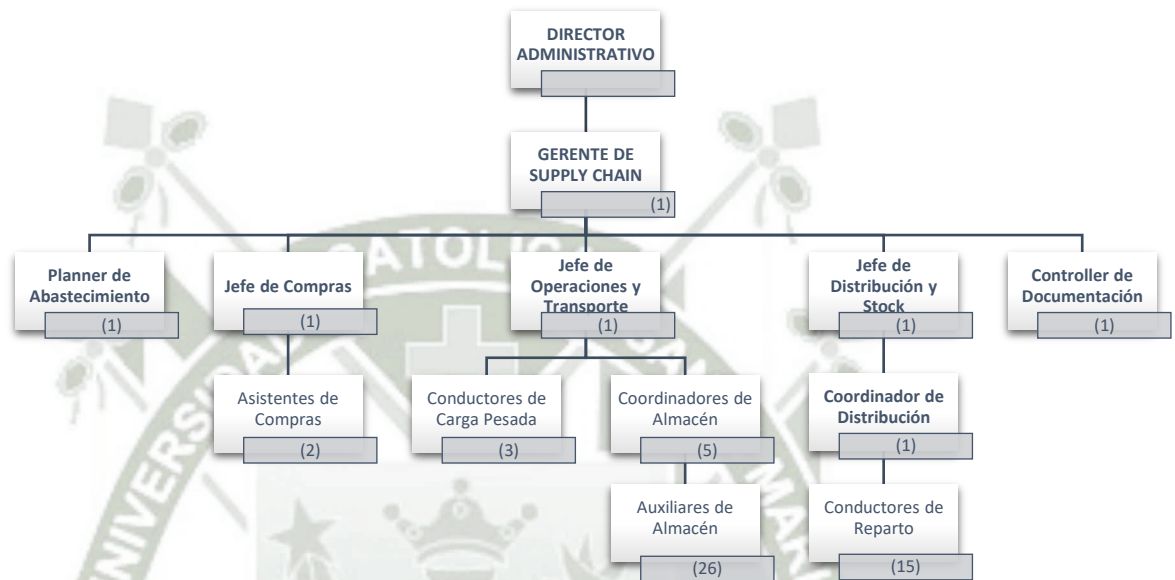 DIRECTOR
ADMINISTRATIVO
GERENTE DE
SUPPLY CHAIN
(1)
Planner de
Abastecimiento
(1)
Jefe de Compras
(1)
Jefe de
Operaciones y
Transporte
(1)
Jefe de
Distribución y
Stock
(1)
Controller de
Documentación
(1)
Asistentes de
Compras
(2)
Conductores de
Carga Pesada
(3)
Coordinadores de
Almacén
(5)
Coordinador de
Distribución
(1)
Auxiliares de
Almacén
(26)
Conductores de
Reparto
(15)